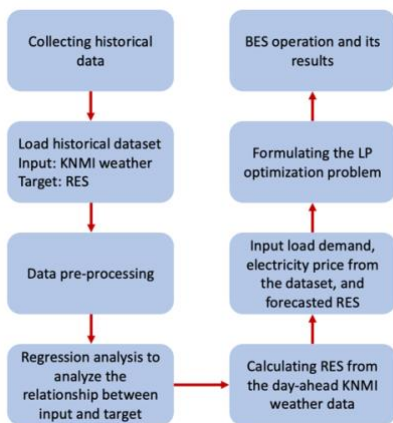 Collecting historical
data
Load historical dataset
Input: KNMI weather
Target: RES
Data pre-processing
Regression analysis to
analyze the
relationship between
input and target
Calculating RES from
the day-ahead KNMI
weather data
Input load demand,
electricity price from
the dataset, and
forecasted RES
Formulating the LP
optimization problem
BES operation and its
results